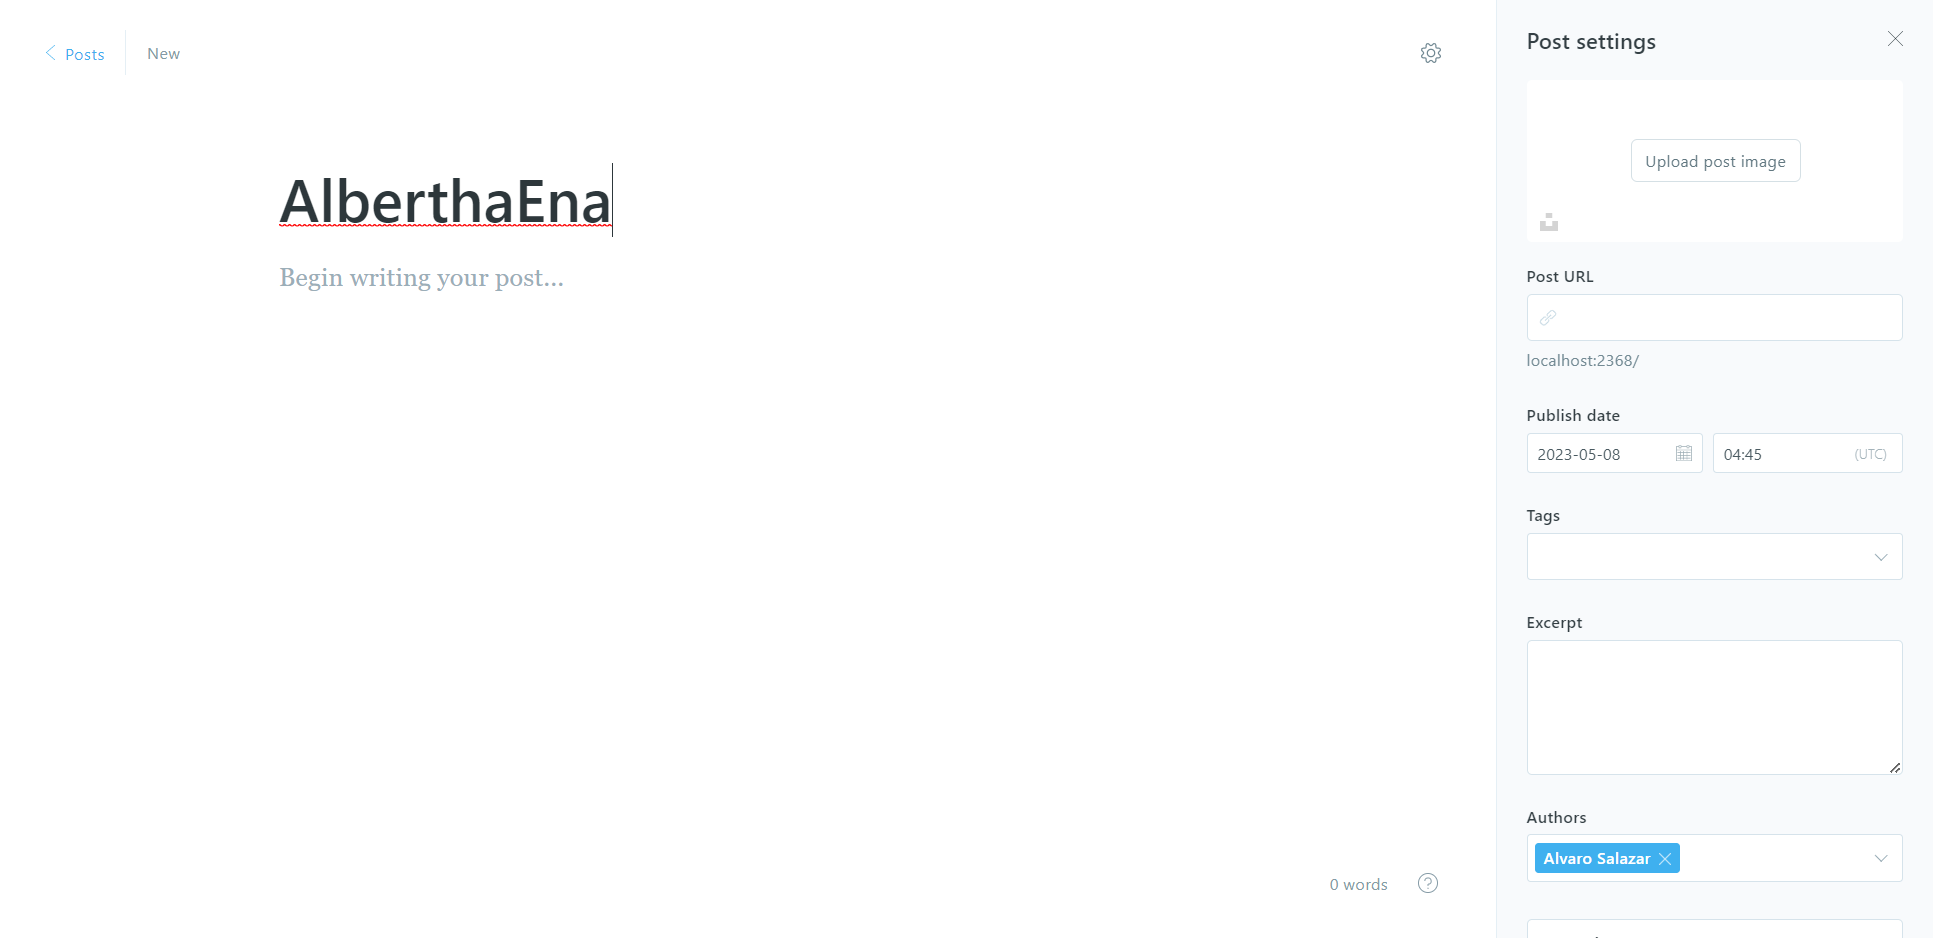 Posts
New
AlberthaEna
Begin writing your post...
0 words
Post settings
Upload post image
Post URL
localhost:2368/
Publish date
2023-05-08
04:45 (UTC)
Tags
Excerpt
Authors
Alvaro Salazar